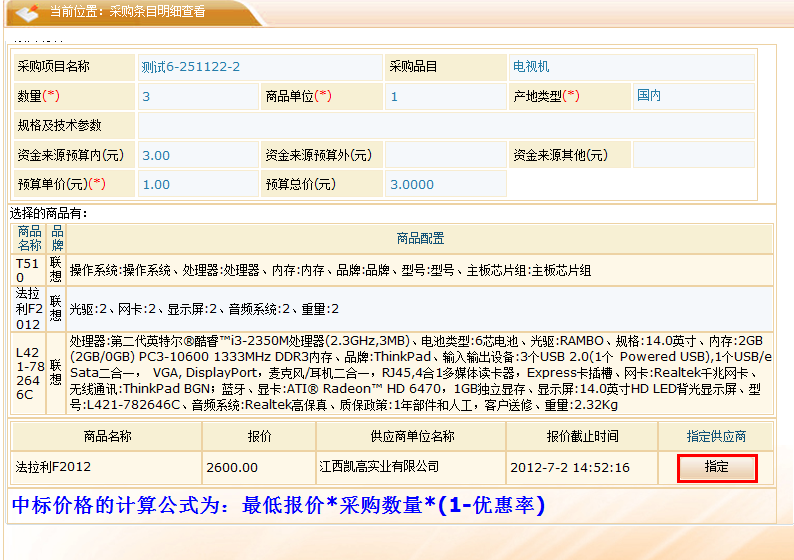 当前位置：采购条目明细查看
采购项目名称 测试6-251122-2 采购品目 电视机
数量(*) 3 商品单位(*) 1 产地类型(*) 国内
规格及技术参数
资金来源预算内(元) 3.00 资金来源预算外(元) 资金来源其他(元)
预算单价(元)(*) 1.00 预算总价(元) 3.0000
选择的商品有：
商品
名称
品
牌
商品配置
T51
0
联
想
操作系统:操作系统、处理器:处理器、内存:内存、品牌:品牌、型号:型号、主板芯片组:主板芯片组
法拉
利F2
012
联
想
光驱:2、网卡:2、显示屏:2、音频系统:2、重量:2
L42
1-78
264
6C
联
想
处理器:第二代英特尔®酷睿™i3-2350M处理器(2.3GHz,3MB)、电池类型:6芯电池、光驱:RAMBO、规格:14.0英寸、内存:2GB
(2GB/0GB) PC3-10600 1333MHz DDR3内存、品牌:ThinkPad、输入输出设备:3个USB 2.0(1个 Powered USB),1个USB/e
Sata二合一， VGA, DisplayPort，麦克风/耳机二合一，RJ45,4合1多媒体读卡器，Express卡插槽、网卡:Realtek千兆网卡、
无线通讯:ThinkPad BGN；蓝牙、显卡:ATI® Radeon™ HD 6470，1GB独立显存、显示屏:14.0英寸HD LED背光显示屏、型
号:L421-782646C、音频系统:Realtek高保真、质保政策:1年部件和人工，客户送修、重量:2.32Kg
商品名称 报价 供应商单位名称 报价截止时间 指定供应商
法拉利F2012 2600.00 江西凯高实业有限公司 2012-7-2 14:52:16 指定
中标价格的计算公式为：最低报价*采购数量*(1-优惠率)